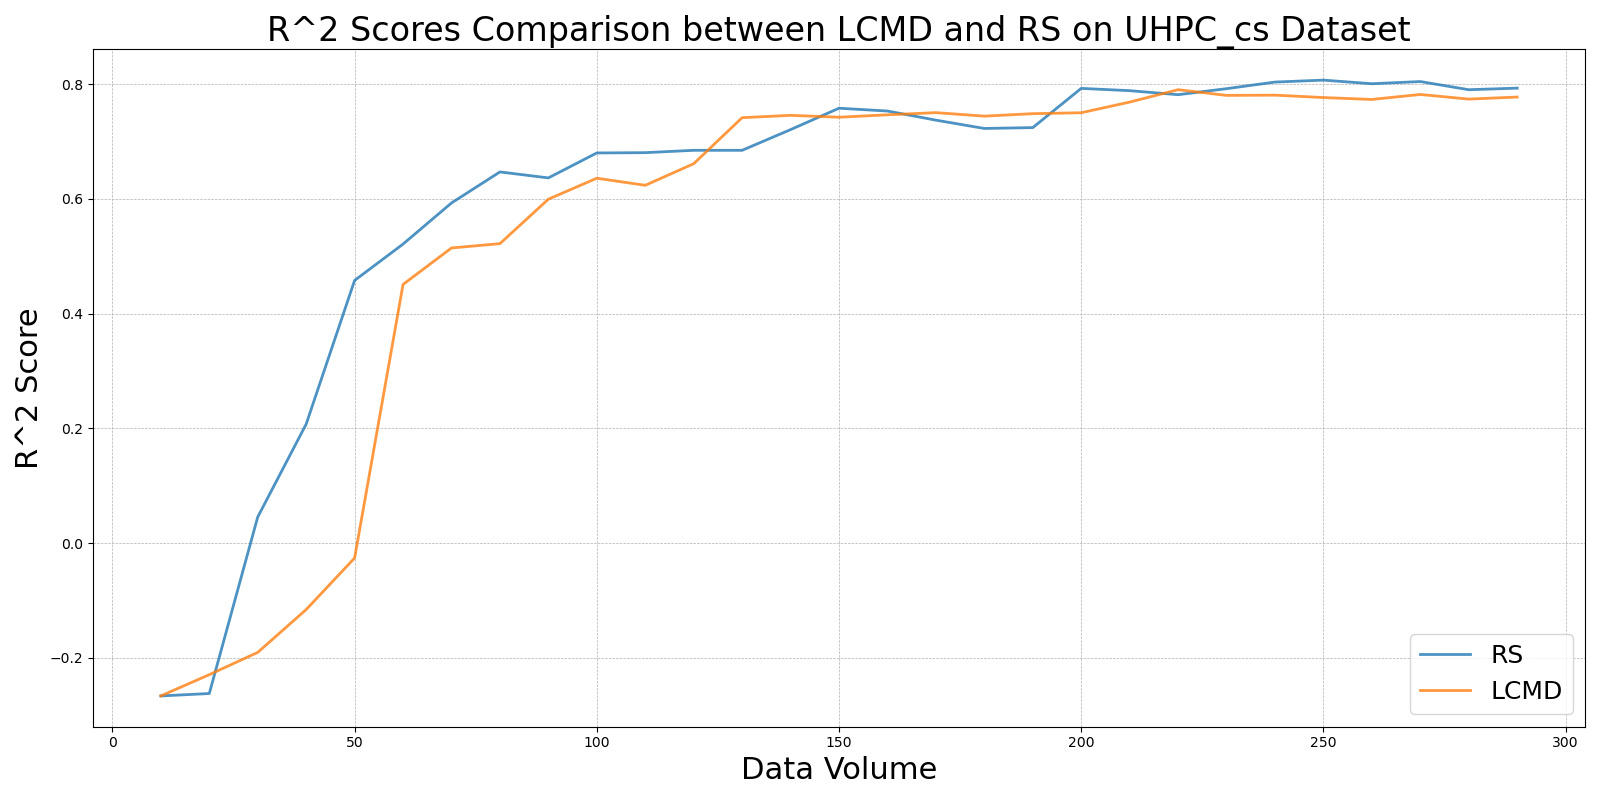 R^2 Scores Comparison between LCMD and RS on UHPC_cs Dataset
R^2 Score
0.8
0.6
0.4
0.2
0.0
−0.2
0 50 100 150 200 250 300
Data Volume
RS
LCMD